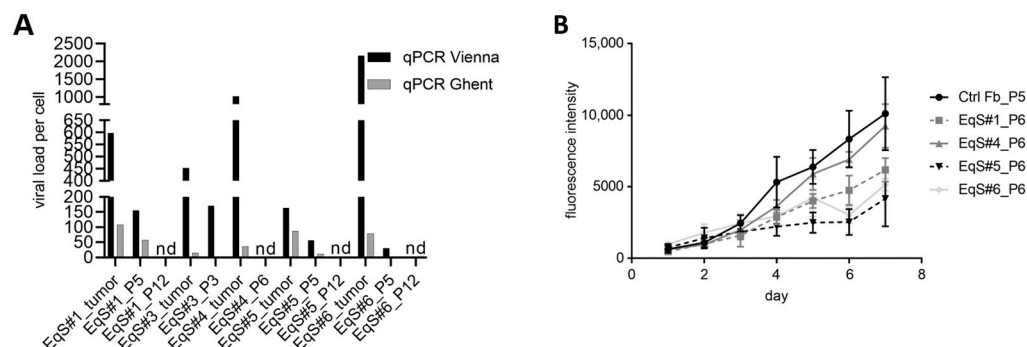 A
viral load per cell
2500
2000
1500
1000
650
600
550
500
450
400
200
150
100
50
0
qPCR Vienna
qPCR Ghent
nd
nd
nd
nd
EqS#1_tumor
EqS#1_P5
EqS#1_P12
EqS#3_tumor
EqS#3_P3
EqS#4_tumor
EqS#4_P6
EqS#5_tumor
EqS#5_P5
EqS#5_P12
EqS#6_tumor
EqS#6_P5
EqS#6_P12
B
fluorescence intensity
15,000
10,000
5000
0
0
2
4
6
8
day
Ctrl Fb_P5
EqS#1_P6
EqS#4_P6
EqS#5_P6
EqS#6_P6